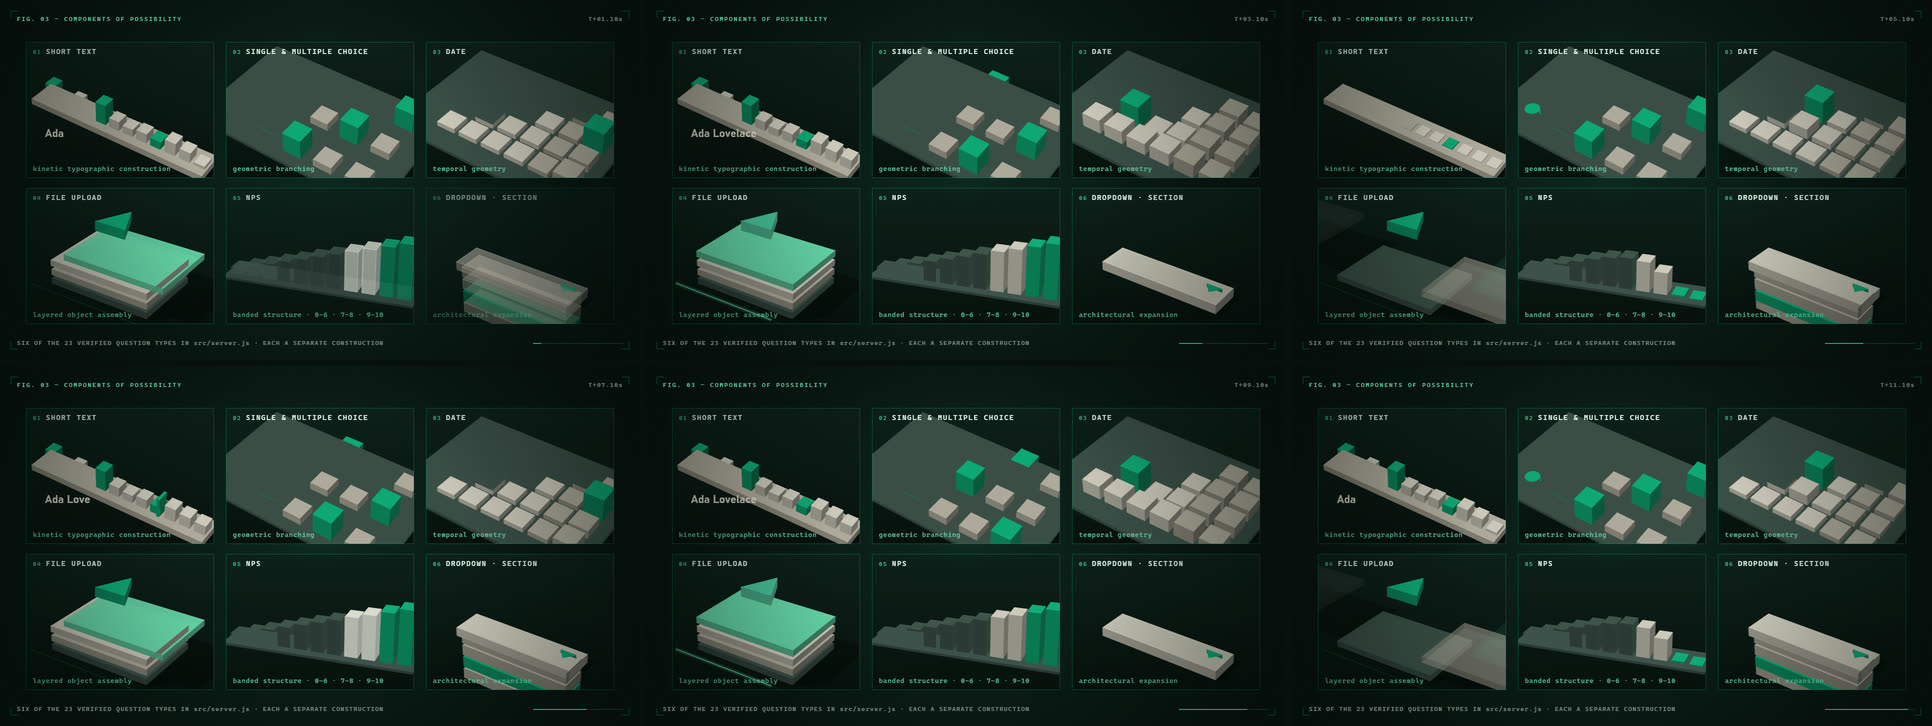 FIG. 03 — COMPONENTS OF POSSIBILITY
T+01.10s
01 SHORT TEXT
02 SINGLE & MULTIPLE CHOICE
03 DATE
Ada
kinetic typographic construction
geometric branching
temporal geometry
04 FILE UPLOAD
05 NPS
06 DROPDOWN · SECTION
layered object assembly
banded structure · 0–6 · 7–8 · 9–10
architectural expansion
SIX OF THE 23 VERIFIED QUESTION TYPES IN src/server.js · EACH A SEPARATE CONSTRUCTION
FIG. 03 — COMPONENTS OF POSSIBILITY
T+03.10s
01 SHORT TEXT
02 SINGLE & MULTIPLE CHOICE
03 DATE
Ada Lovelace
kinetic typographic construction
geometric branching
temporal geometry
04 FILE UPLOAD
05 NPS
06 DROPDOWN · SECTION
layered object assembly
banded structure · 0–6 · 7–8 · 9–10
architectural expansion
SIX OF THE 23 VERIFIED QUESTION TYPES IN src/server.js · EACH A SEPARATE CONSTRUCTION
FIG. 03 — COMPONENTS OF POSSIBILITY
T+05.10s
01 SHORT TEXT
02 SINGLE & MULTIPLE CHOICE
03 DATE
kinetic typographic construction
geometric branching
temporal geometry
04 FILE UPLOAD
05 NPS
06 DROPDOWN · SECTION
layered object assembly
banded structure · 0–6 · 7–8 · 9–10
architectural expansion
SIX OF THE 23 VERIFIED QUESTION TYPES IN src/server.js · EACH A SEPARATE CONSTRUCTION
FIG. 03 — COMPONENTS OF POSSIBILITY
T+07.10s
01 SHORT TEXT
02 SINGLE & MULTIPLE CHOICE
03 DATE
Ada Love
kinetic typographic construction
geometric branching
temporal geometry
04 FILE UPLOAD
05 NPS
06 DROPDOWN · SECTION
layered object assembly
banded structure · 0–6 · 7–8 · 9–10
architectural expansion
SIX OF THE 23 VERIFIED QUESTION TYPES IN src/server.js · EACH A SEPARATE CONSTRUCTION
FIG. 03 — COMPONENTS OF POSSIBILITY
T+09.10s
01 SHORT TEXT
02 SINGLE & MULTIPLE CHOICE
03 DATE
Ada Lovelace
kinetic typographic construction
geometric branching
temporal geometry
04 FILE UPLOAD
05 NPS
06 DROPDOWN · SECTION
layered object assembly
banded structure · 0–6 · 7–8 · 9–10
architectural expansion
SIX OF THE 23 VERIFIED QUESTION TYPES IN src/server.js · EACH A SEPARATE CONSTRUCTION
FIG. 03 — COMPONENTS OF POSSIBILITY
T+11.10s
01 SHORT TEXT
02 SINGLE & MULTIPLE CHOICE
03 DATE
Ada
kinetic typographic construction
geometric branching
temporal geometry
04 FILE UPLOAD
05 NPS
06 DROPDOWN · SECTION
layered object assembly
banded structure · 0–6 · 7–8 · 9–10
architectural expansion
SIX OF THE 23 VERIFIED QUESTION TYPES IN src/server.js · EACH A SEPARATE CONSTRUCTION